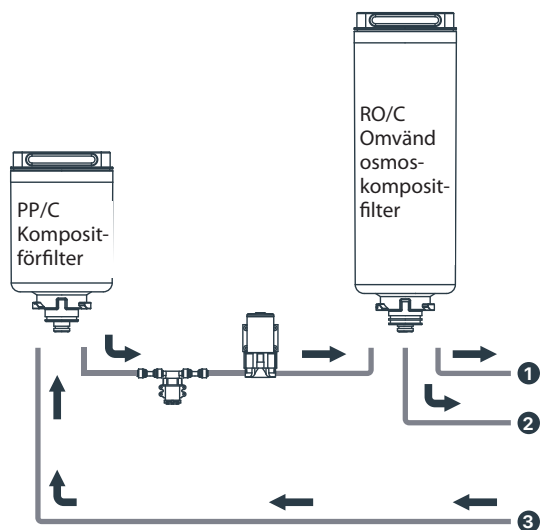 RO/C
Omvänd
osmos-
komposit-
filter
PP/C
Komposit-
förfilter
1
2
3